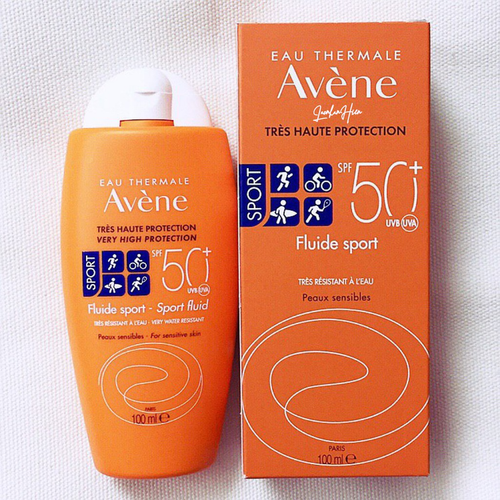 EAU THERMALE
Avène
TRÈS HAUTE PROTECTION
VERY HIGH PROTECTION
SPORT
SPF 50+
UVB UVA
Fluide sport - Sport fluid
TRÈS RÉSISTANT À L'EAU - VERY WATER RESISTANT
Peaux sensibles - For sensitive skin
PARIS
100 ml e
EAU THERMALE
Avène
TRÈS HAUTE PROTECTION
SPORT
SPF 50+
UVB UVA
Fluide sport
TRÈS RÉSISTANT À L'EAU
Peaux sensibles
PARIS
100 ml e